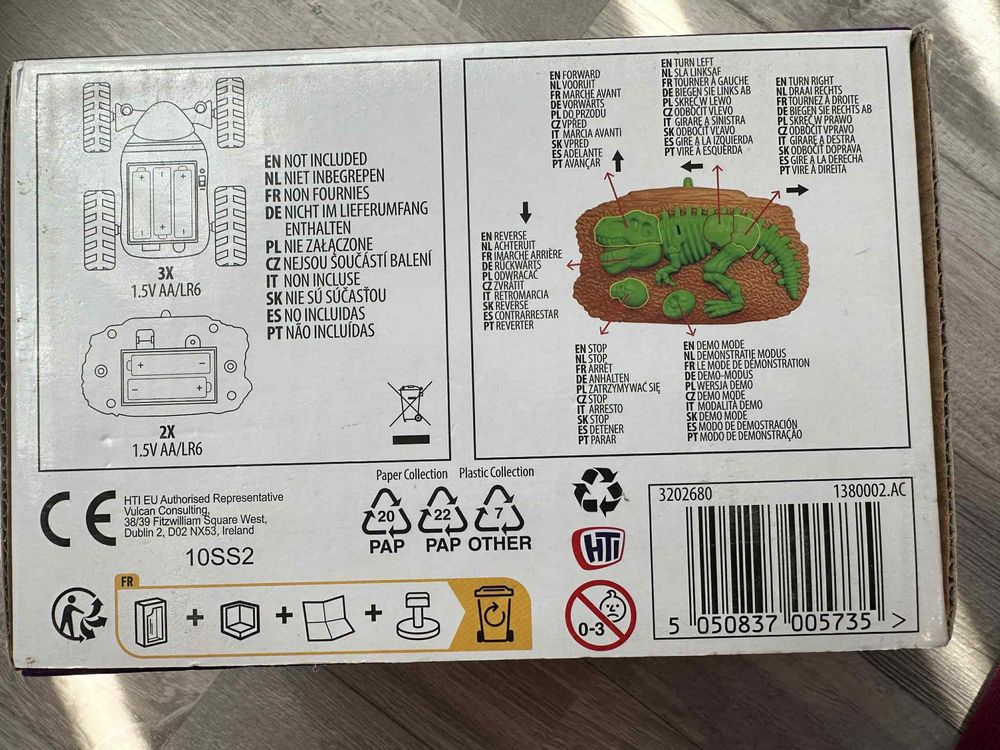 3X
1.5V AA/LR6
2X
1.5V AA/LR6
EN NOT INCLUDED
NL NIET INBEGREPEN
FR NON FOURNIES
DE NICHT IM LIEFERUMFANG
ENTHALTEN
PL NIE ZAŁĄCZONE
CZ NEJSOU SOUČÁSTÍ BALENÍ
IT NON INCLUSE
SK NIE SÚ SÚČASŤOU
ES NO INCLUIDAS
PT NÃO INCLUÍDAS
EN FORWARD
NL VOORUIT
FR MARCHE AVANT
DE VORWÄRTS
PL DO PRZODU
CZ VPŘED
IT MARCIA AVANTI
SK VPRED
ES ADELANTE
PT AVANÇAR
EN TURN LEFT
NL SLA LINKSAF
FR TOURNER À GAUCHE
DE BIEGEN SIE LINKS AB
PL SKRĘĆ W LEWO
CZ ODBOČIT VLEVO
IT GIRARE A SINISTRA
SK ODBOČIŤ VĽAVO
ES GIRE A LA IZQUIERDA
PT VIRE À ESQUERDA
EN TURN RIGHT
NL DRAAI RECHTS
FR TOURNEZ À DROITE
DE BIEGEN SIE RECHTS AB
PL SKRĘĆ W PRAWO
CZ ODBOČIT VPRAVO
IT GIRARE A DESTRA
SK ODBOČIŤ DOPRAVA
ES GIRE A LA DERECHA
PT VIRE À DIREITA
EN REVERSE
NL ACHTERUIT
FR IMARCHE ARRIÈRE
DE RÜCKWÄRTS
PL ODWRACAĆ
CZ ZVRÁTIT
IT RETROMARCIA
SK REVERSE
ES CONTRARRESTAR
PT REVERTER
EN STOP
NL STOP
FR ARRÊT
DE ANHALTEN
PL ZATRZYMYWAĆ SIĘ
CZ STOP
IT ARRESTO
SK STOP
ES DETENER
PT PARAR
EN DEMO MODE
NL DEMONSTRATIE MODUS
FR LE MODE DE DÉMONSTRATION
DE DEMO-MODUS
PL WERSJA DEMO
CZ DEMO MODE
IT MODALITÀ DEMO
SK DEMO MODE
ES MODO DE DEMOSTRACIÓN
PT MODO DE DEMONSTRAÇÃO
CE
HTI EU Authorised Representative
Vulcan Consulting,
38/39 Fitzwilliam Square West,
Dublin 2, D02 NX53, Ireland
10SS2
Paper Collection Plastic Collection
20 22 7
PAP PAP OTHER
FR
HTI
0-3
3202680 1380002.AC
5 050837 005735 >